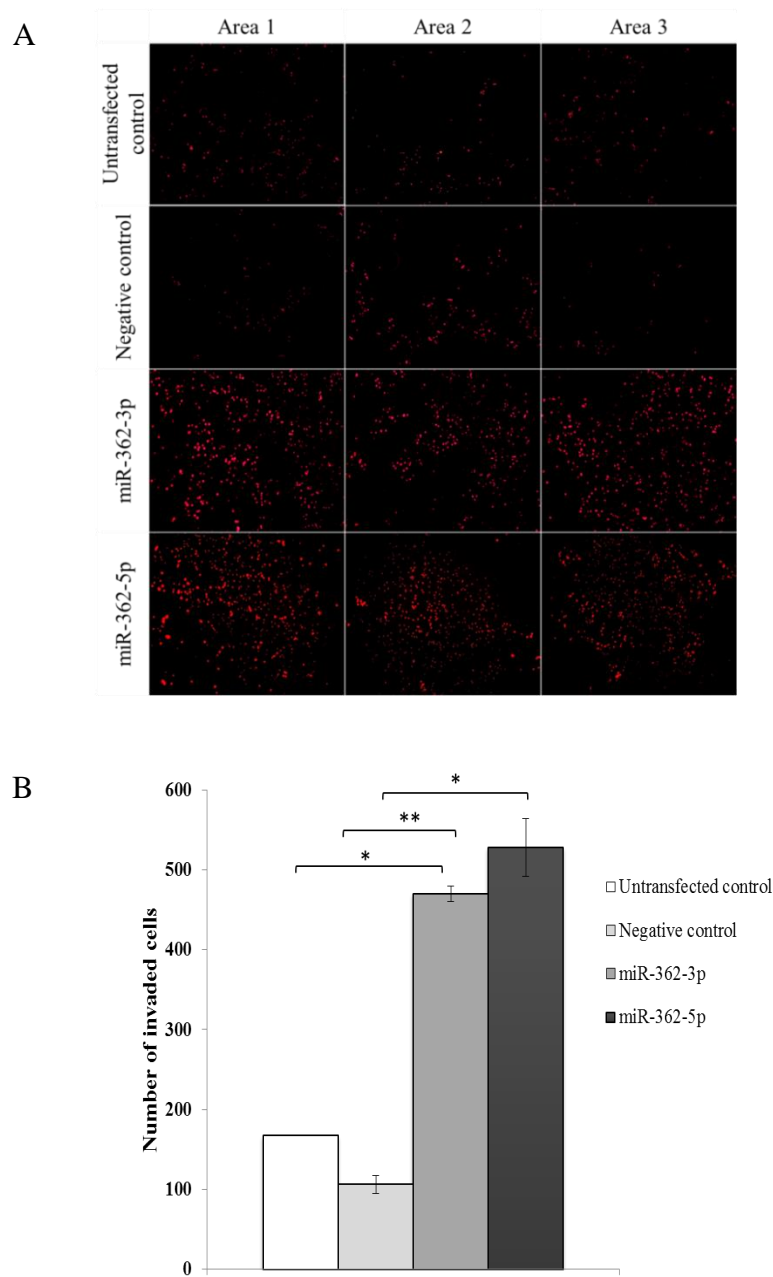 A
Area 1 Area 2 Area 3
Untransfected
control
Negative control
miR-362-3p
miR-362-5p
B
Number of invaded cells
600
500
400
300
200
100
0
*
**
*
Untransfected control
Negative control
miR-362-3p
miR-362-5p